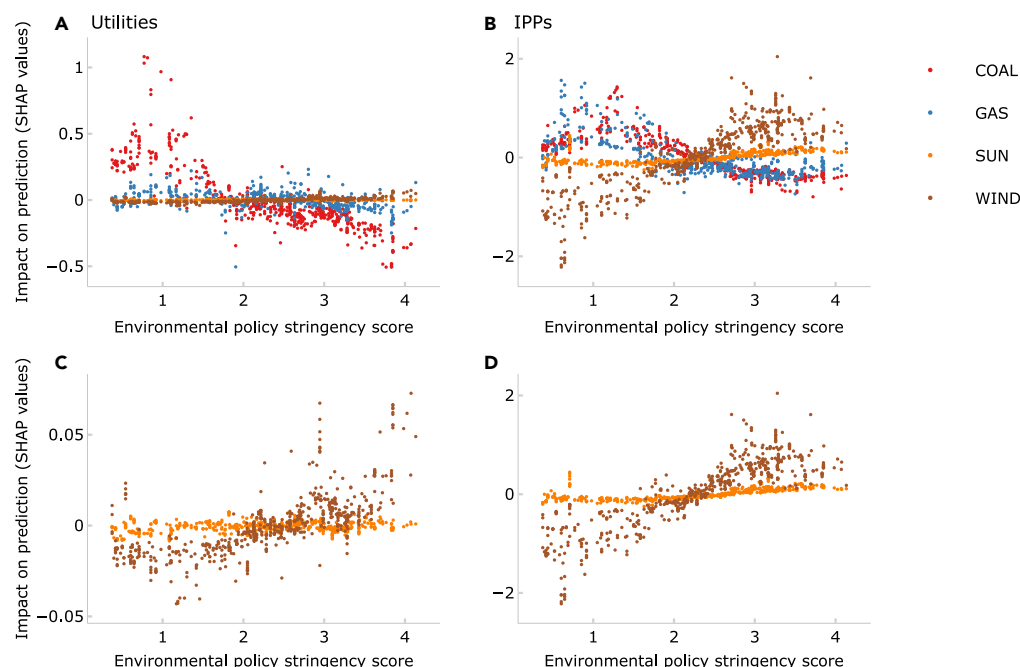 A Utilities
B IPPs
Impact on prediction (SHAP values)
1
0.5
0
−0.5
1 2 3 4
Environmental policy stringency score
2
0
−2
1 2 3 4
Environmental policy stringency score
COAL
GAS
SUN
WIND
C
Impact on prediction (SHAP values)
0.05
0
−0.05
1 2 3 4
Environmental policy stringency score
D
2
0
−2
1 2 3 4
Environmental policy stringency score